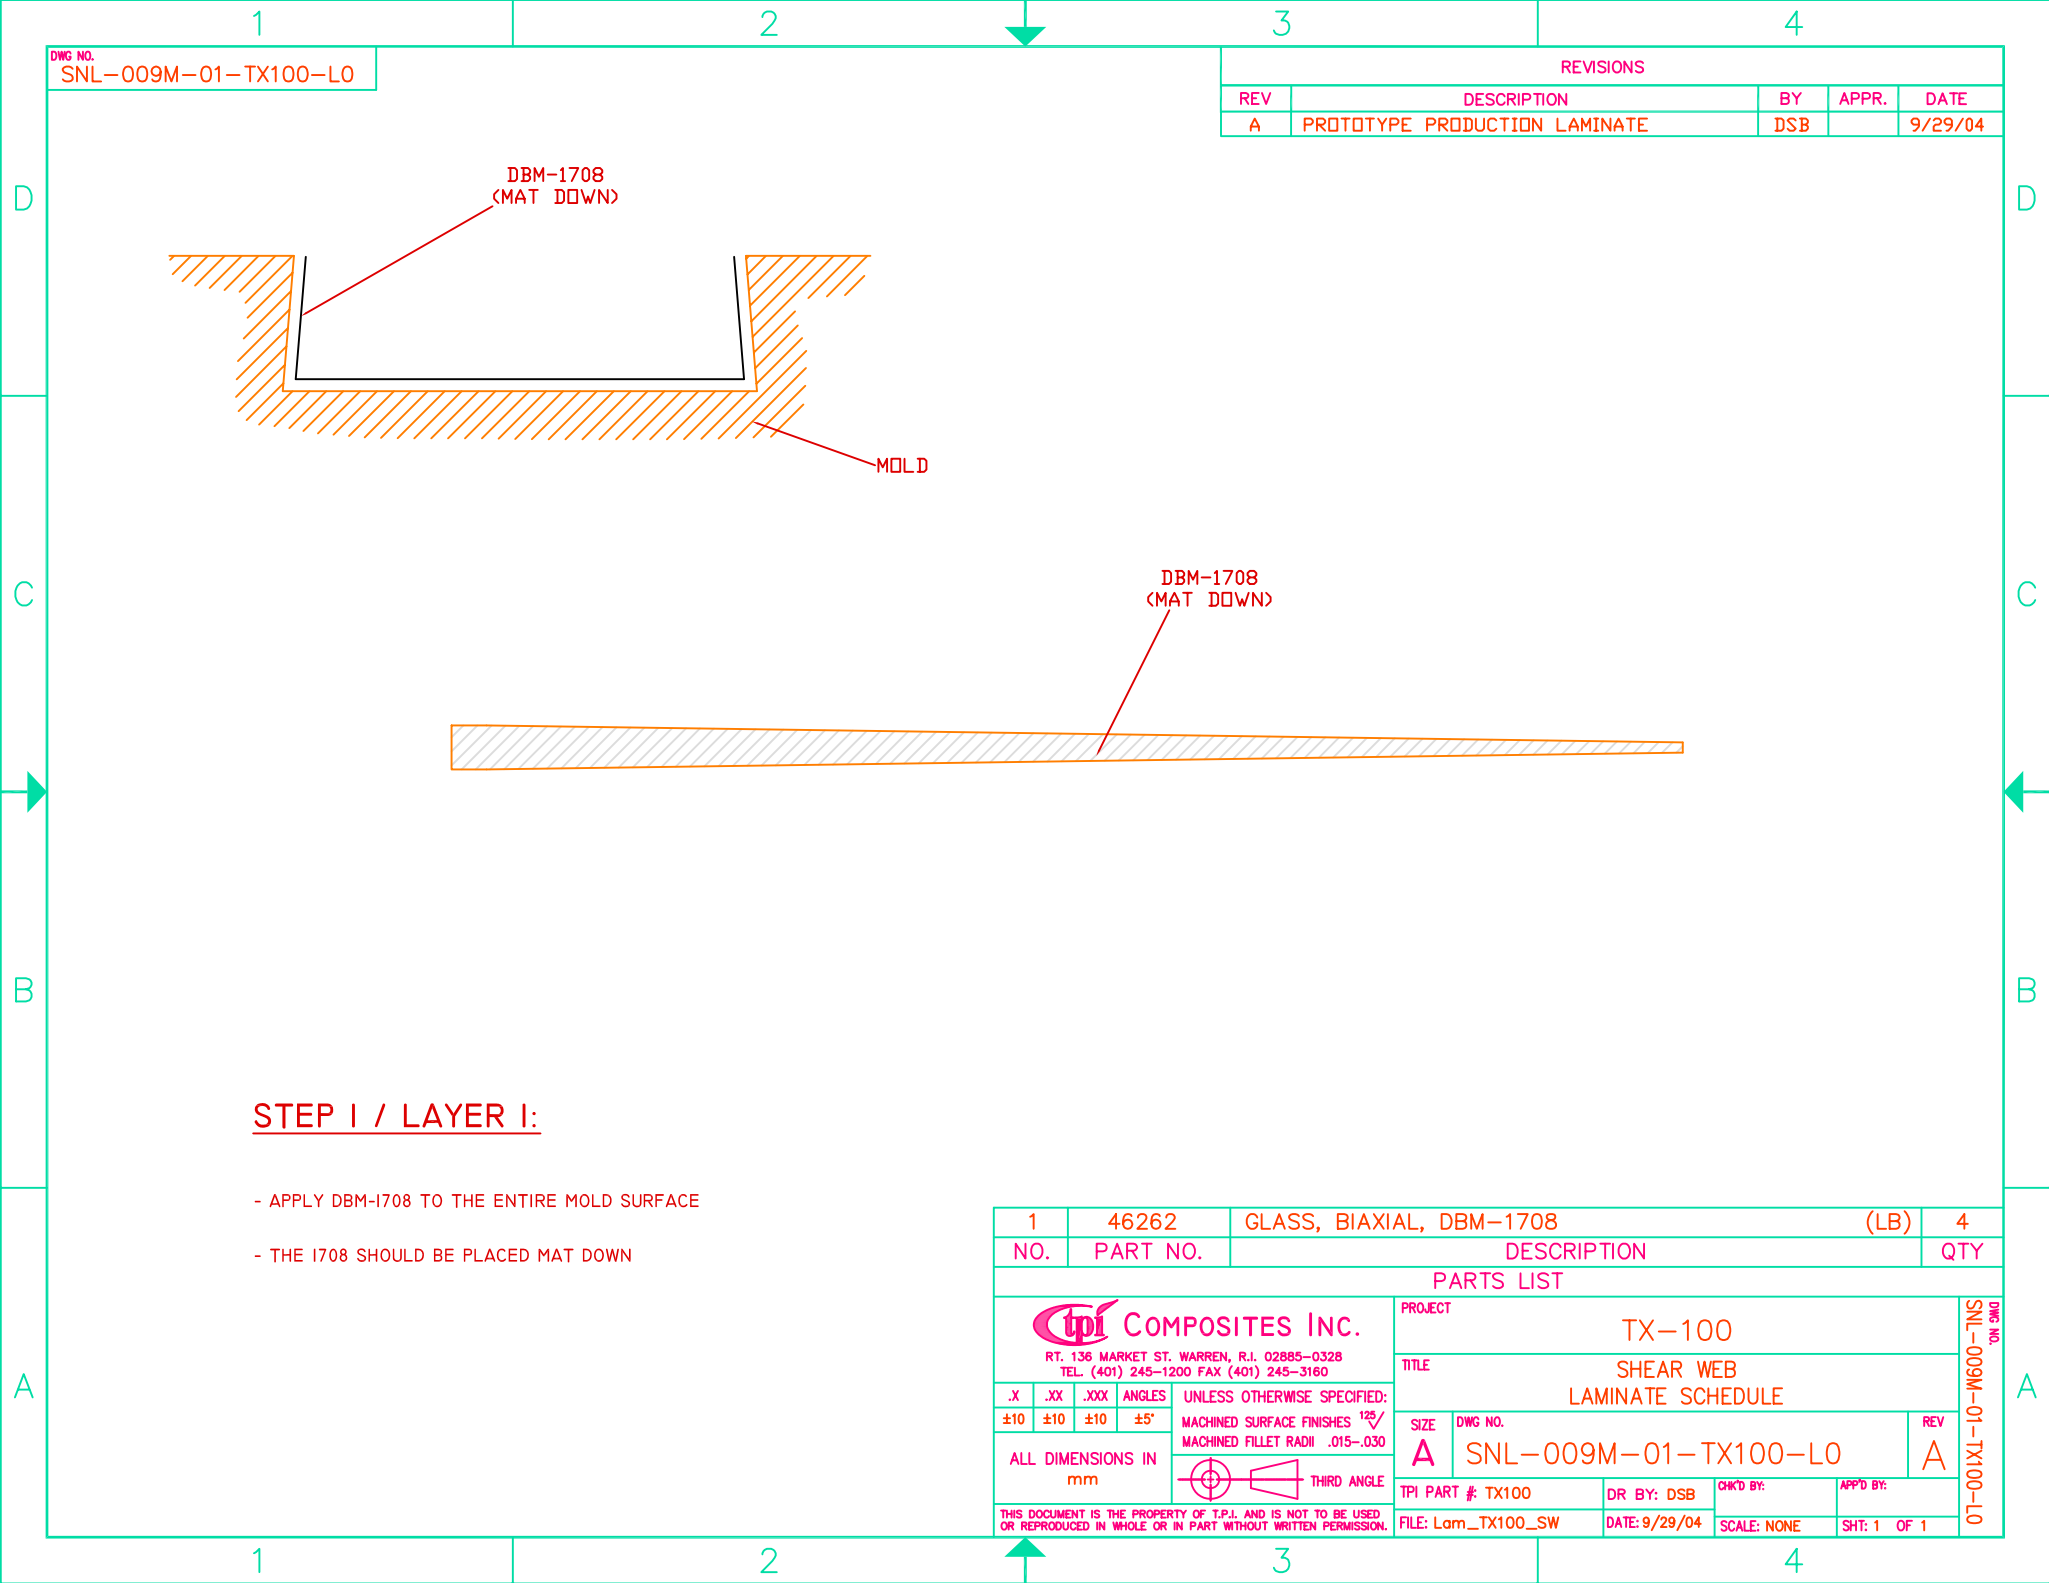 1 2 3 4
DWG NO.
SNL-009M-01-TX100-L0
REVISIONS
REV DESCRIPTION BY APPR. DATE
A PROTOTYPE PRODUCTION LAMINATE DSB 9/29/04
DBM-1708
(MAT DOWN)
D D
MOLD
DBM-1708
(MAT DOWN)
C C
B B
STEP 1 / LAYER 1:
- APPLY DBM-1708 TO THE ENTIRE MOLD SURFACE
- THE 1708 SHOULD BE PLACED MAT DOWN
1 46262 GLASS, BIAXIAL, DBM-1708 (LB) 4
NO. PART NO. DESCRIPTION QTY
PARTS LIST
tpi COMPOSITES INC.
RT. 136 MARKET ST. WARREN, R.I. 02885-0328
TEL. (401) 245-1200 FAX (401) 245-3160
.X .XX .XXX ANGLES
±10 ±10 ±10 ±5°
ALL DIMENSIONS IN
mm
UNLESS OTHERWISE SPECIFIED:
MACHINED SURFACE FINISHES 125
MACHINED FILLET RADII .015-.030
THIRD ANGLE
THIS DOCUMENT IS THE PROPERTY OF T.P.I. AND IS NOT TO BE USED
OR REPRODUCED IN WHOLE OR IN PART WITHOUT WRITTEN PERMISSION.
PROJECT
TX-100
TITLE
SHEAR WEB
LAMINATE SCHEDULE
SIZE
A
DWG NO.
SNL-009M-01-TX100-L0
REV
A
TPI PART #: TX100
DR BY: DSB
CHK'D BY:
APP'D BY:
FILE: Lam_TX100_SW
DATE: 9/29/04
SCALE: NONE
SHT: 1 OF 1
DWG NO.
SNL-009M-01-TX100-L0
A A
1 2 3 4